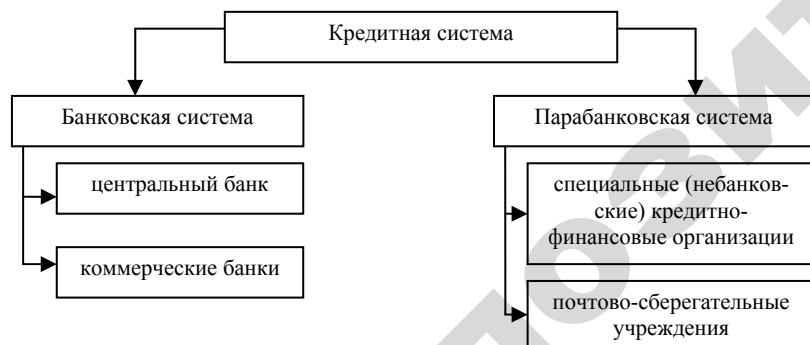 Кредитная система
Банковская система
центральный банк
коммерческие банки
Парабанковская система
специальные (небанков-
ские) кредитно-
финансовые организации
почтово-сберегательные
учреждения